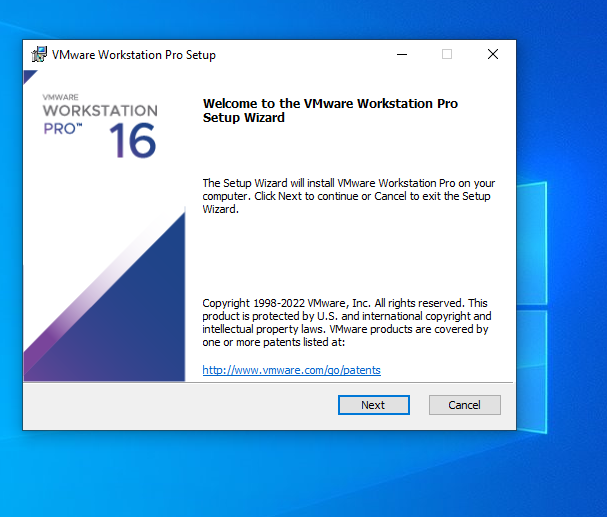 VMware Workstation Pro Setup
VMWARE
WORKSTATION
PRO™
16
Welcome to the VMware Workstation Pro
Setup Wizard
The Setup Wizard will install VMware Workstation Pro on your
computer. Click Next to continue or Cancel to exit the Setup
Wizard.
Copyright 1998-2022 VMware, Inc. All rights reserved. This
product is protected by U.S. and international copyright and
intellectual property laws. VMware products are covered by
one or more patents listed at:
http://www.vmware.com/go/patents
Next
Cancel